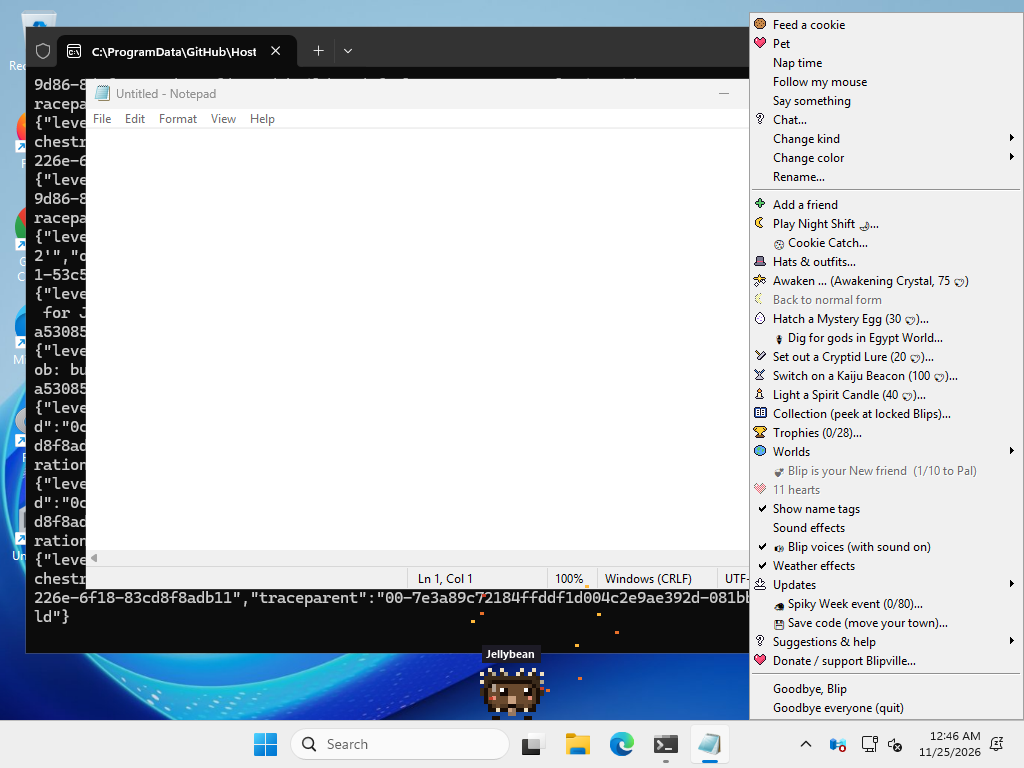 C:\ProgramData\GitHub\Host
Untitled - Notepad
File Edit Format View Help
racepa
{"leve
chestr
226e-6
{"leve
9d86-8
racepa
{"leve
2'","o
1-53c5
{"leve
for J
a53085
{"leve
ob: bu
a53085
{"leve
d":"0c
d8f8ad
ration
{"leve
d":"0c
d8f8ad
ration
{"leve
chestr
Ln 1, Col 1 100% Windows (CRLF) UTF-
226e-6f18-83cd8f8adb11","traceparent":"00-7e3a89c72184ffddf1d004c2e9ae392d-081bb
ld"}
Jellybean
Feed a cookie
Pet
Nap time
Follow my mouse
Say something
Chat...
Change kind
Change color
Rename...
Add a friend
Play Night Shift ...
Cookie Catch...
Hats & outfits...
Awaken ... (Awakening Crystal, 75 )
Back to normal form
Hatch a Mystery Egg (30 )...
Dig for gods in Egypt World...
Set out a Cryptid Lure (20 )...
Switch on a Kaiju Beacon (100 )...
Light a Spirit Candle (40 )...
Collection (peek at locked Blips)...
Trophies (0/28)...
Worlds
Blip is your New friend (1/10 to Pal)
11 hearts
Show name tags
Sound effects
Blip voices (with sound on)
Weather effects
Updates
Spiky Week event (0/80)...
Save code (move your town)...
Suggestions & help
Donate / support Blipville...
Goodbye, Blip
Goodbye everyone (quit)
Search
12:46 AM
11/25/2026